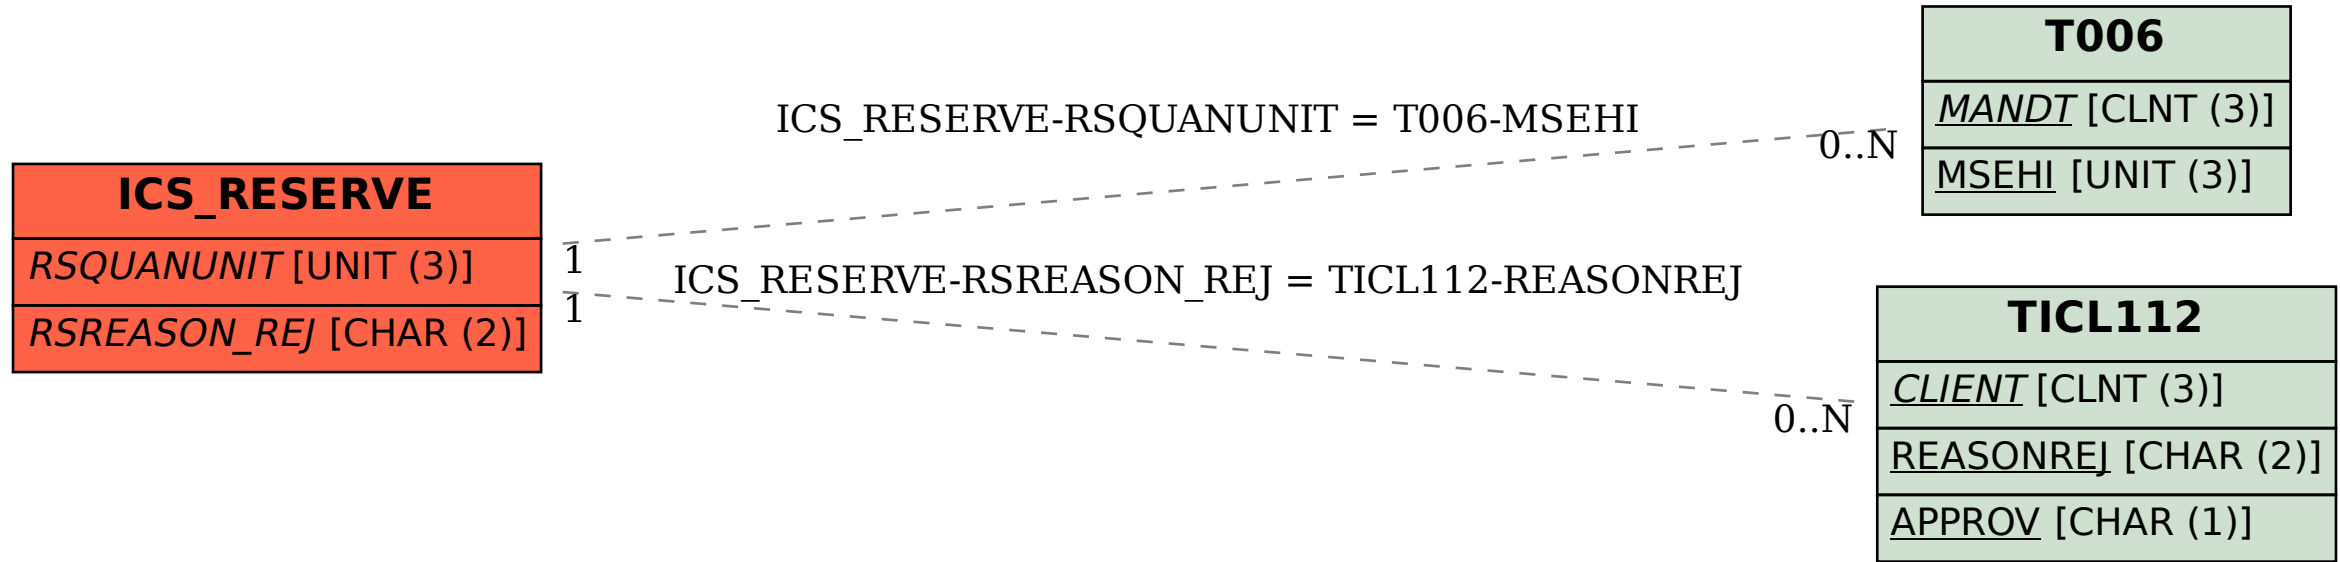 T006
MANDT [CLNT (3)]
MSEHI [UNIT (3)]
ICS_RESERVE-RSQUANUNIT = T006-MSEHI
0..N
1
ICS_RESERVE
RSQUANUNIT [UNIT (3)]
RSREASON_REJ [CHAR (2)]
ICS_RESERVE-RSREASON_REJ = TICL112-REASONREJ
1
0..N
TICL112
CLIENT [CLNT (3)]
REASONREJ [CHAR (2)]
APPROV [CHAR (1)]